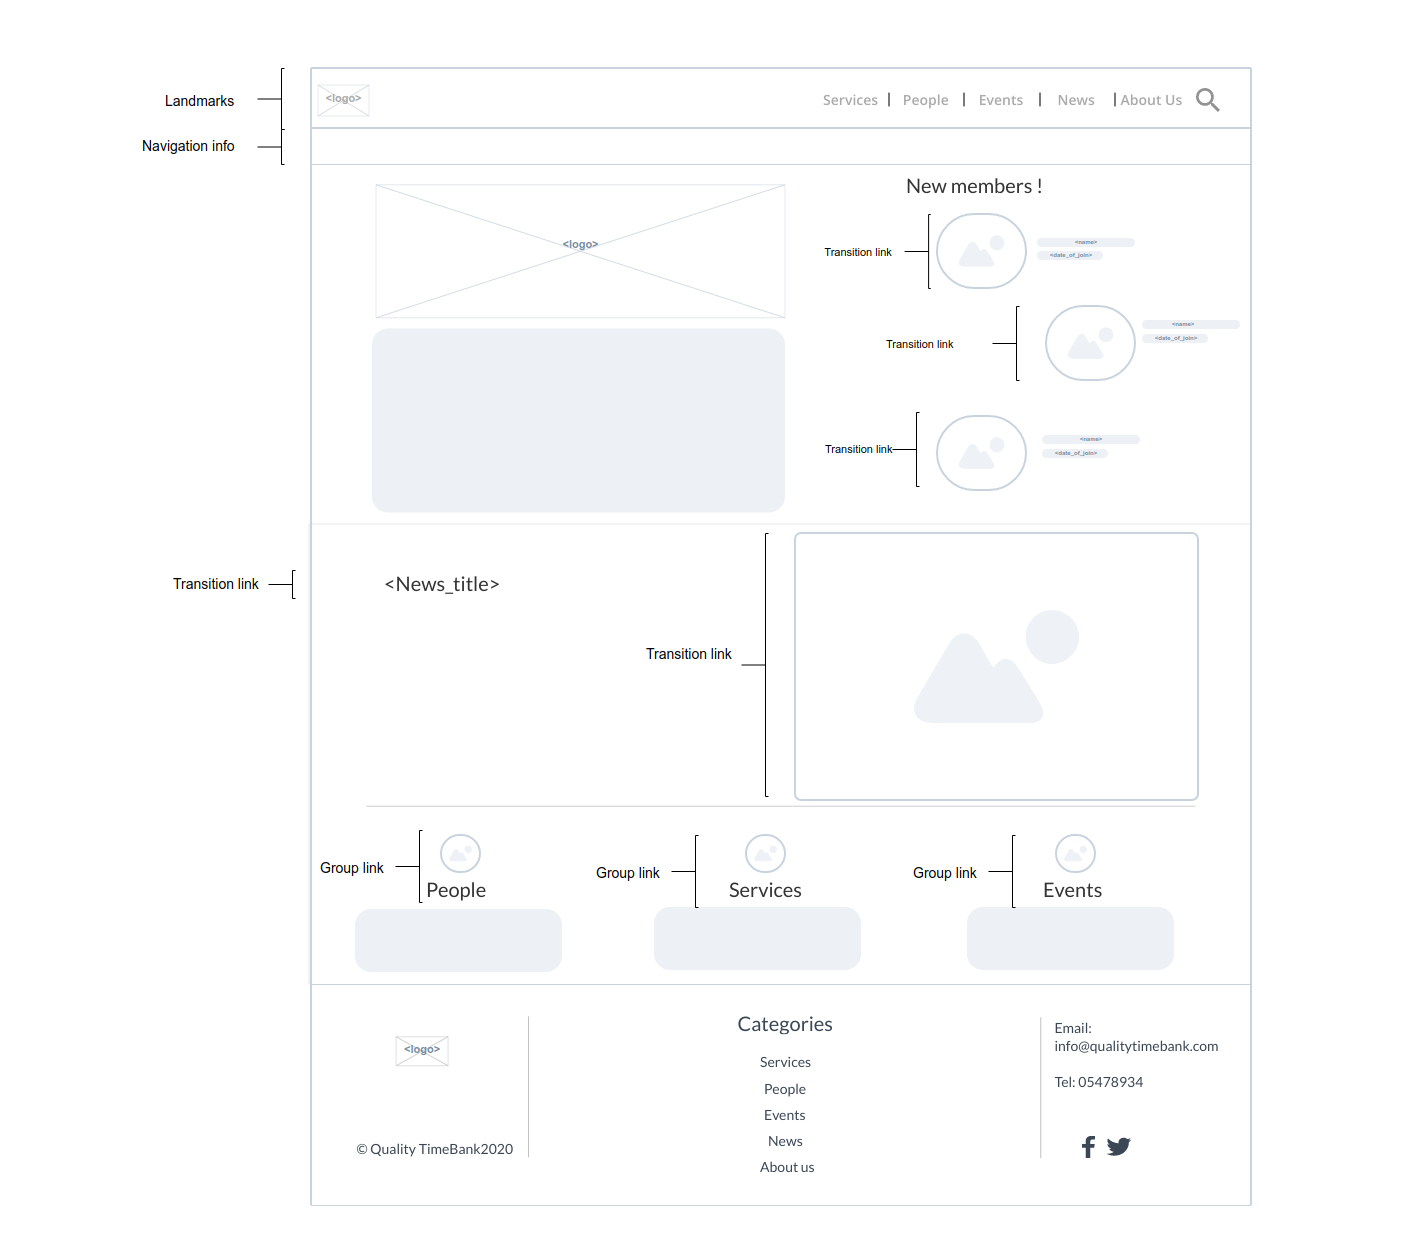 Landmarks
<logo>
Services | People | Events | News | About Us
Navigation info
New members !
<logo>
Transition link
<name>
<date_of_join>
Transition link
<name>
<date_of_join>
Transition link
<name>
<date_of_join>
Transition link
<News_title>
Transition link
Group link
People
Group link
Services
Group link
Events
<logo>
© Quality TimeBank2020
Categories
Services
People
Events
News
About us
Email:
info@qualitytimebank.com
Tel: 05478934